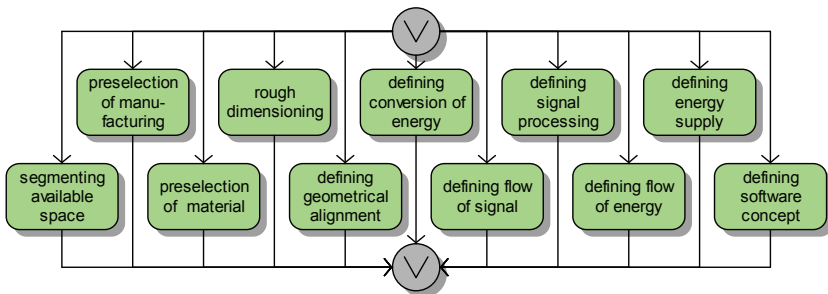 V
preselection
of manu-
facturing
rough
dimensioning
defining
conversion of
energy
defining
signal
processing
defining
energy
supply
segmenting
available
space
preselection
of material
defining
geometrical
alignment
defining flow
of signal
defining flow
of energy
defining
software
concept
V